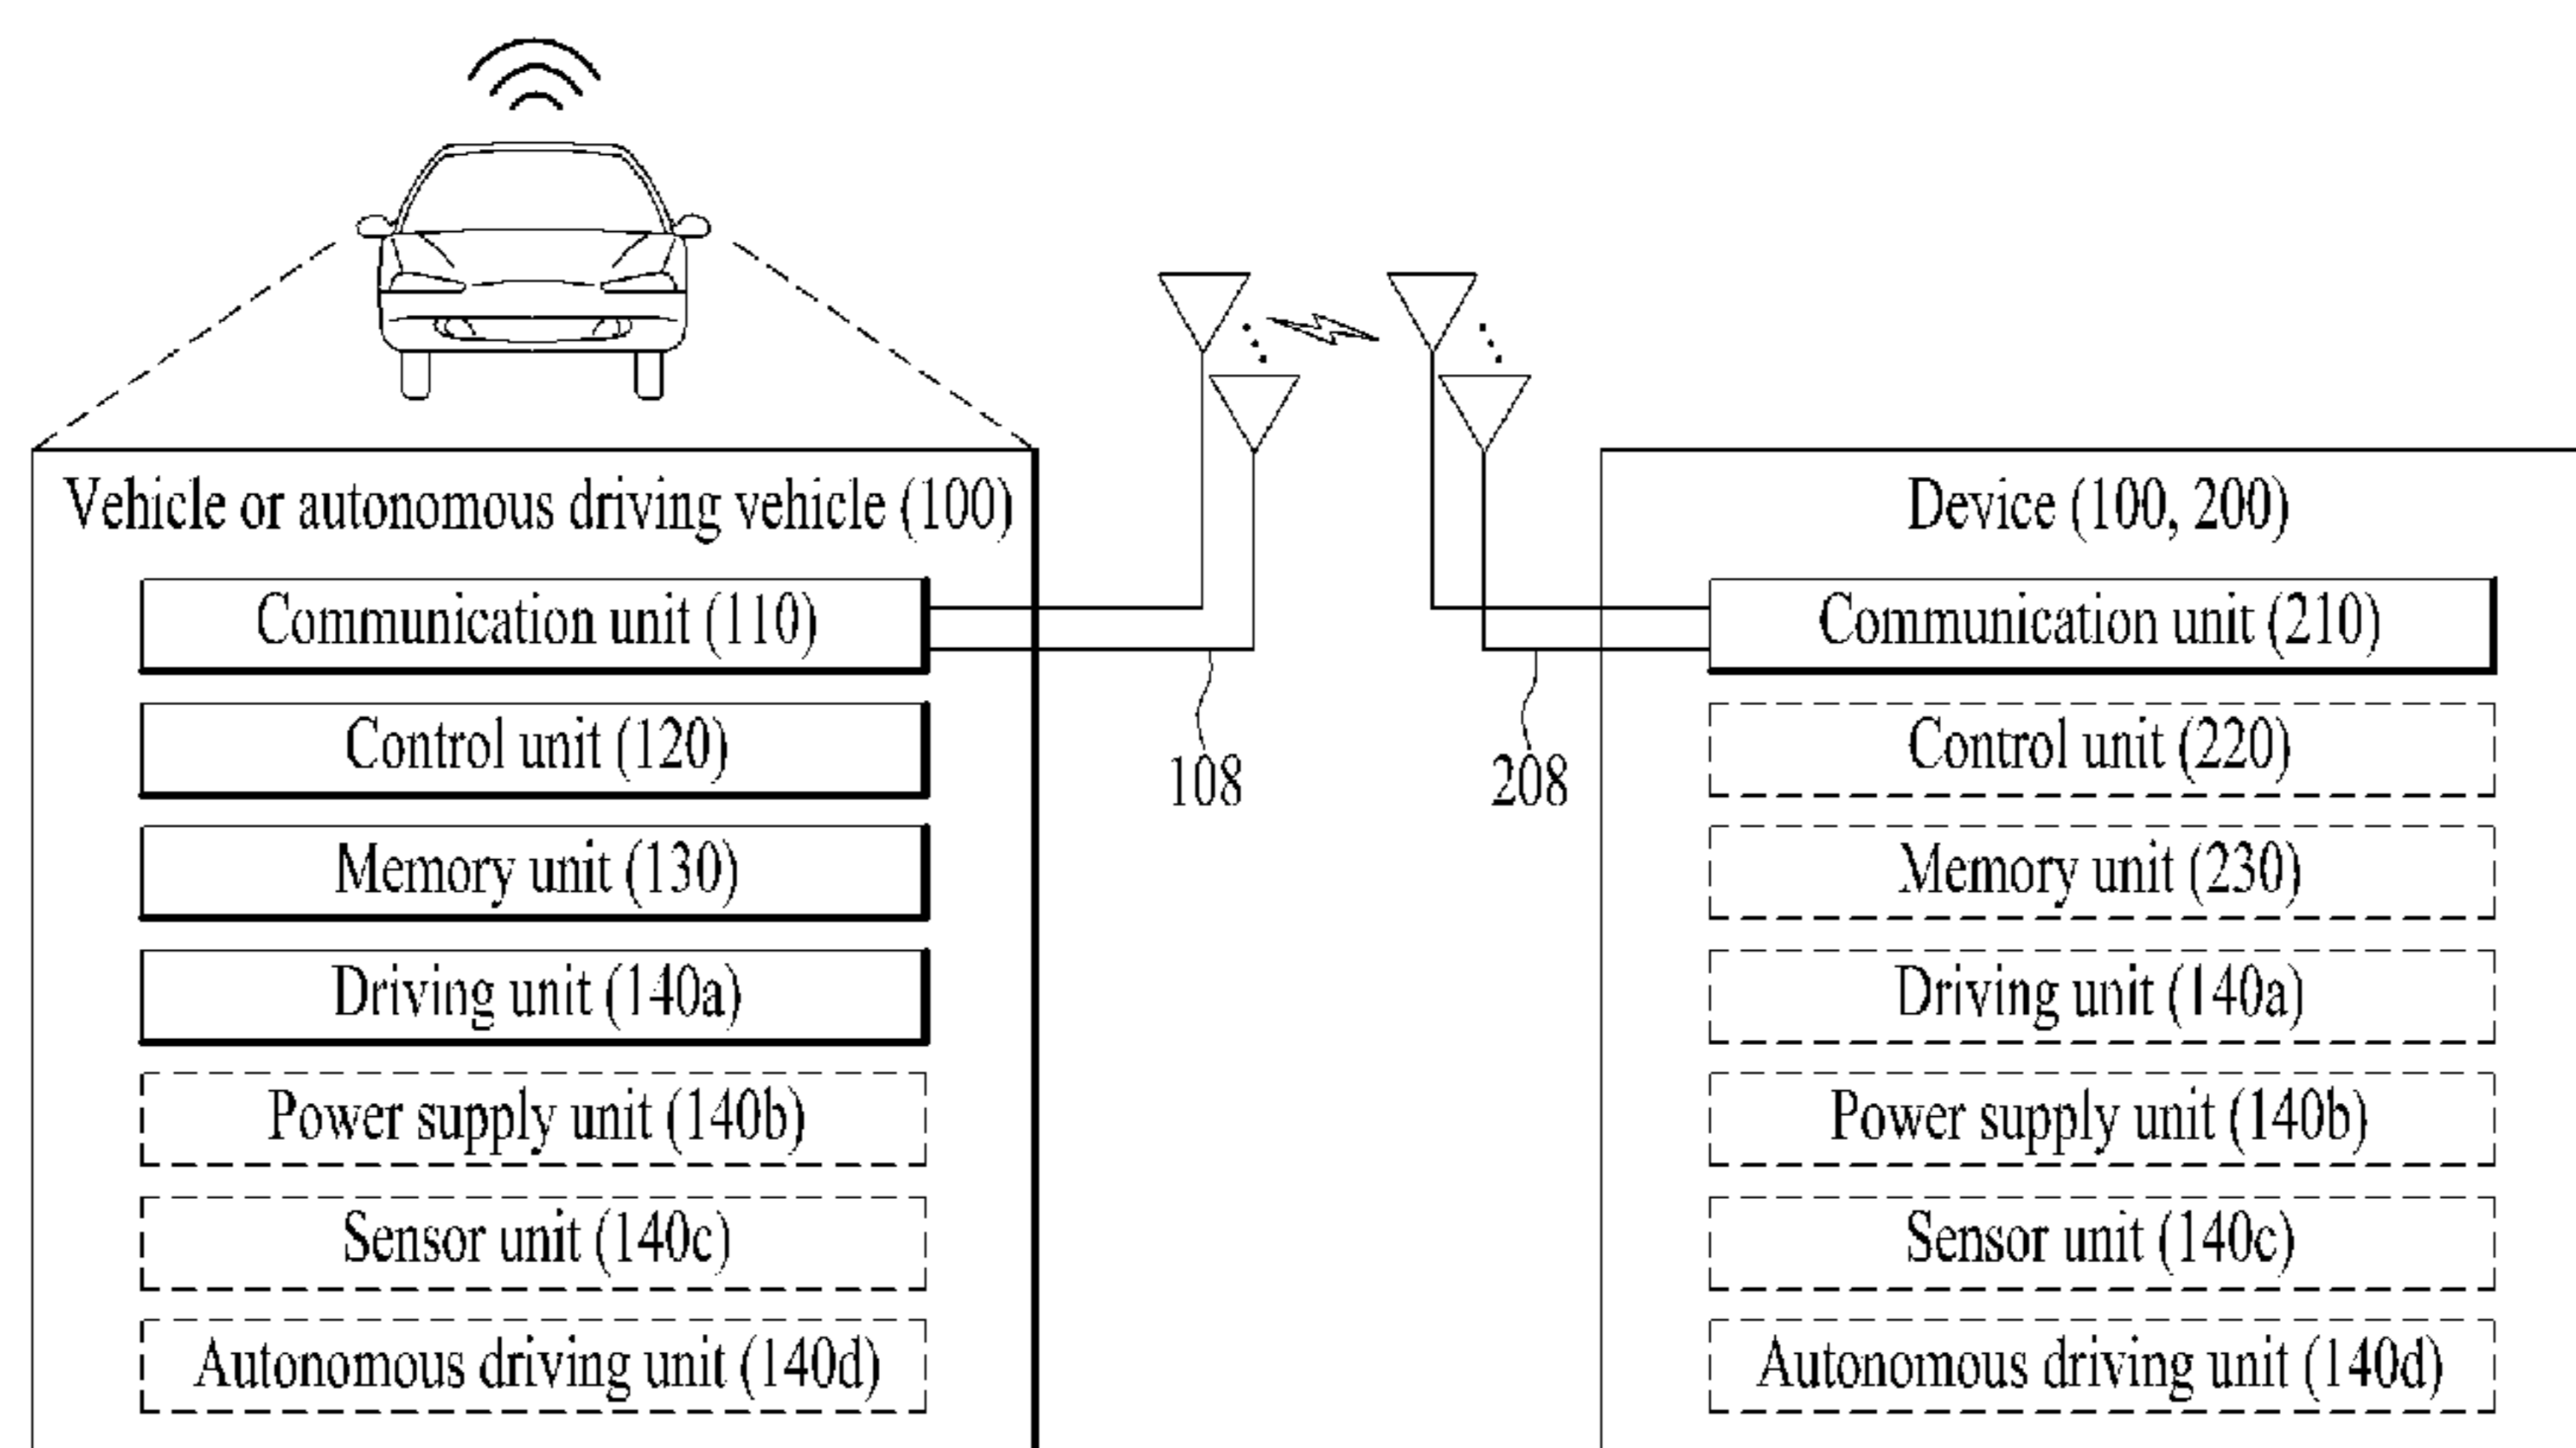 Vehicle or autonomous driving vehicle (100)
Communication unit (110)
Control unit (120)
Memory unit (130)
Driving unit (140a)
Power supply unit (140b)
Sensor unit (140c)
Autonomous driving unit (140d)
108
208
Device (100, 200)
Communication unit (210)
Control unit (220)
Memory unit (230)
Driving unit (140a)
Power supply unit (140b)
Sensor unit (140c)
Autonomous driving unit (140d)